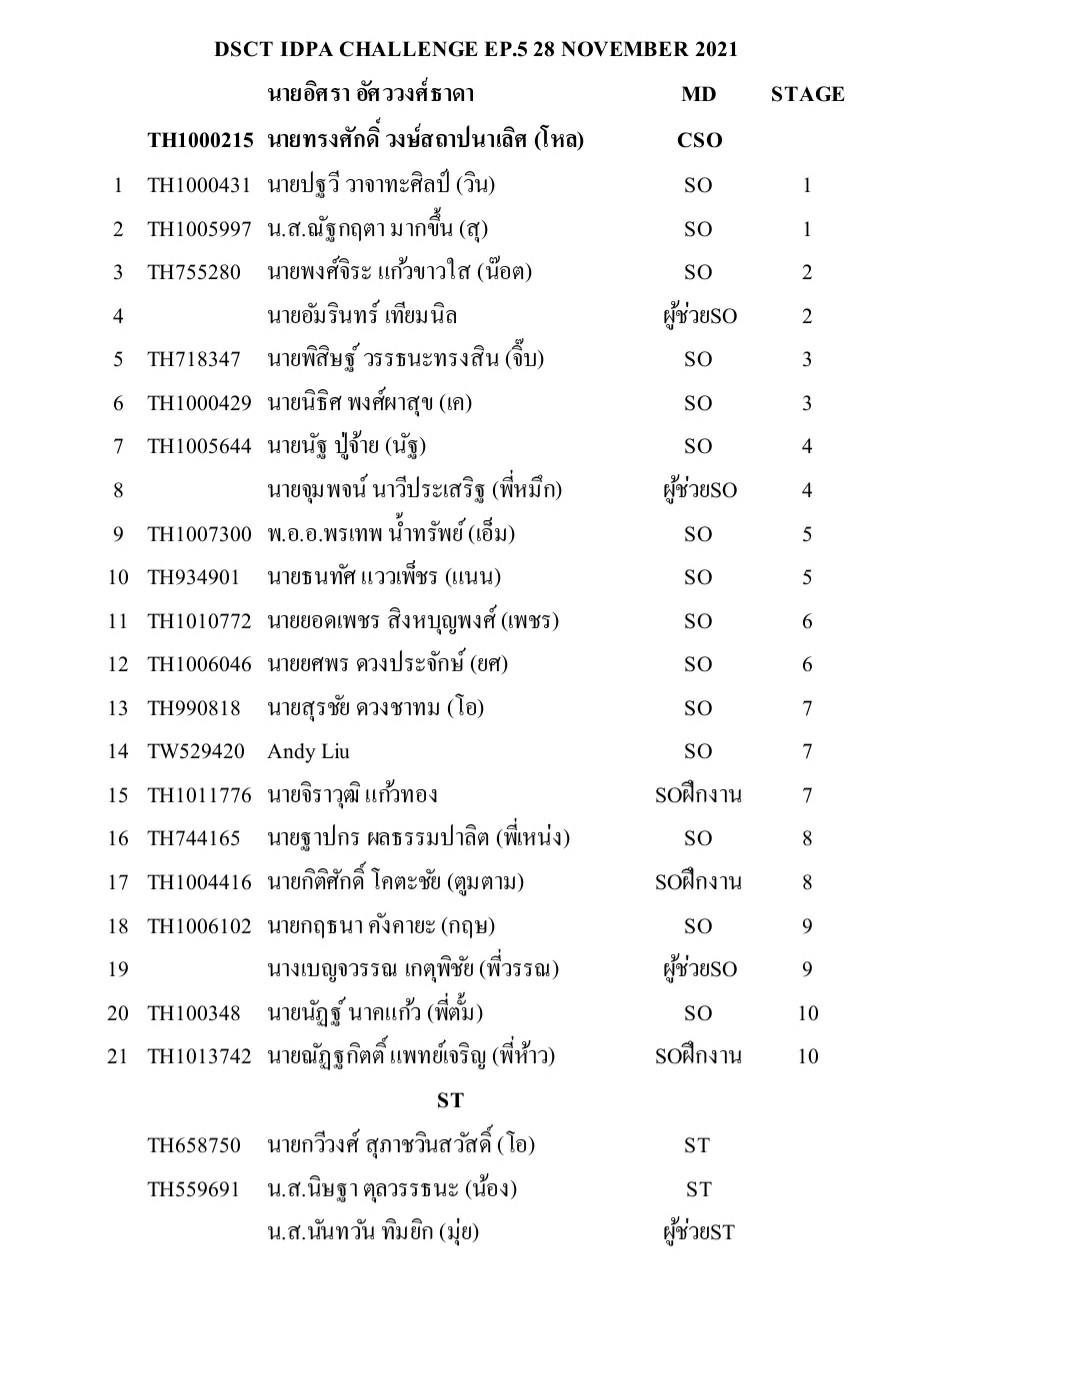 DSCT IDPA CHALLENGE EP.5 28 NOVEMBER 2021
นายอิศรา อัศววงศ์ธาดา MD STAGE
TH1000215 นายทรงศักดิ์ วงษ์สถาปนาเลิศ (โหล) CSO
1 TH1000431 นายปฐวี วาจาทะศิลป์ (วิน) SO 1
2 TH1005997 น.ส.ณัฐกฤตา มากขึ้น (สุ) SO 1
3 TH755280 นายพงศ์จิระ แก้วขาวใส (น๊อต) SO 2
4 นายอัมรินทร์ เทียมนิล ผู้ช่วยSO 2
5 TH718347 นายพิสิษฐ์ วรรธนะทรงสิน (จิ๊บ) SO 3
6 TH1000429 นายนิธิศ พงศ์ผาสุข (เค) SO 3
7 TH1005644 นายนัฐ ปู่จ้าย (นัฐ) SO 4
8 นายจุมพจน์ นาวีประเสริฐ (พี่หมึก) ผู้ช่วยSO 4
9 TH1007300 พ.อ.อ.พรเทพ น้ำทรัพย์ (เอ็ม) SO 5
10 TH934901 นายธนทัศ แววเพ็ชร (แนน) SO 5
11 TH1010772 นายยอดเพชร สิงหบุญพงศ์ (เพชร) SO 6
12 TH1006046 นายยศพร ดวงประจักษ์ (ยศ) SO 6
13 TH990818 นายสุรชัย ดวงชาทม (โอ) SO 7
14 TW529420 Andy Liu SO 7
15 TH1011776 นายจิราวุฒิ แก้วทอง SOฝึกงาน 7
16 TH744165 นายฐาปกร ผลธรรมปาลิต (พี่เหน่ง) SO 8
17 TH1004416 นายกิติศักดิ์ โคตะชัย (ตูมตาม) SOฝึกงาน 8
18 TH1006102 นายกฤธนา คังคายะ (กฤษ) SO 9
19 นางเบญจวรรณ เกตุพิชัย (พี่วรรณ) ผู้ช่วยSO 9
20 TH100348 นายนัฏฐ์ นาคแก้ว (พี่ตั้ม) SO 10
21 TH1013742 นายณัฏฐกิตติ์ แพทย์เจริญ (พี่ห้าว) SOฝึกงาน 10
ST
TH658750 นายกวีวงศ์ สุภาชวินสวัสดิ์ (โอ) ST
TH559691 น.ส.นิษฐา ตุลวรรธนะ (น้อง) ST
น.ส.นันทวัน ทิมยิก (มุ่ย) ผู้ช่วยST